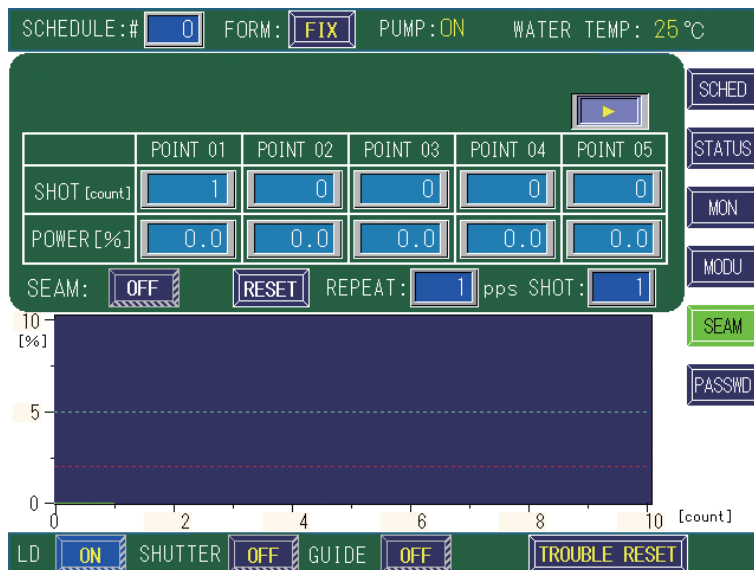 SCHEDULE:# 0 FORM: FIX PUMP:ON WATER TEMP: 25 ℃
SCHED
POINT 01 POINT 02 POINT 03 POINT 04 POINT 05
STATUS
SHOT [count] 1 0 0 0 0
MON
POWER[%] 0.0 0.0 0.0 0.0 0.0
MODU
SEAM: OFF RESET REPEAT: 1 pps SHOT: 1
SEAM
PASSWD
10
[%]
5
0
0 2 4 6 8 10 [count]
LD ON SHUTTER OFF GUIDE OFF TROUBLE RESET